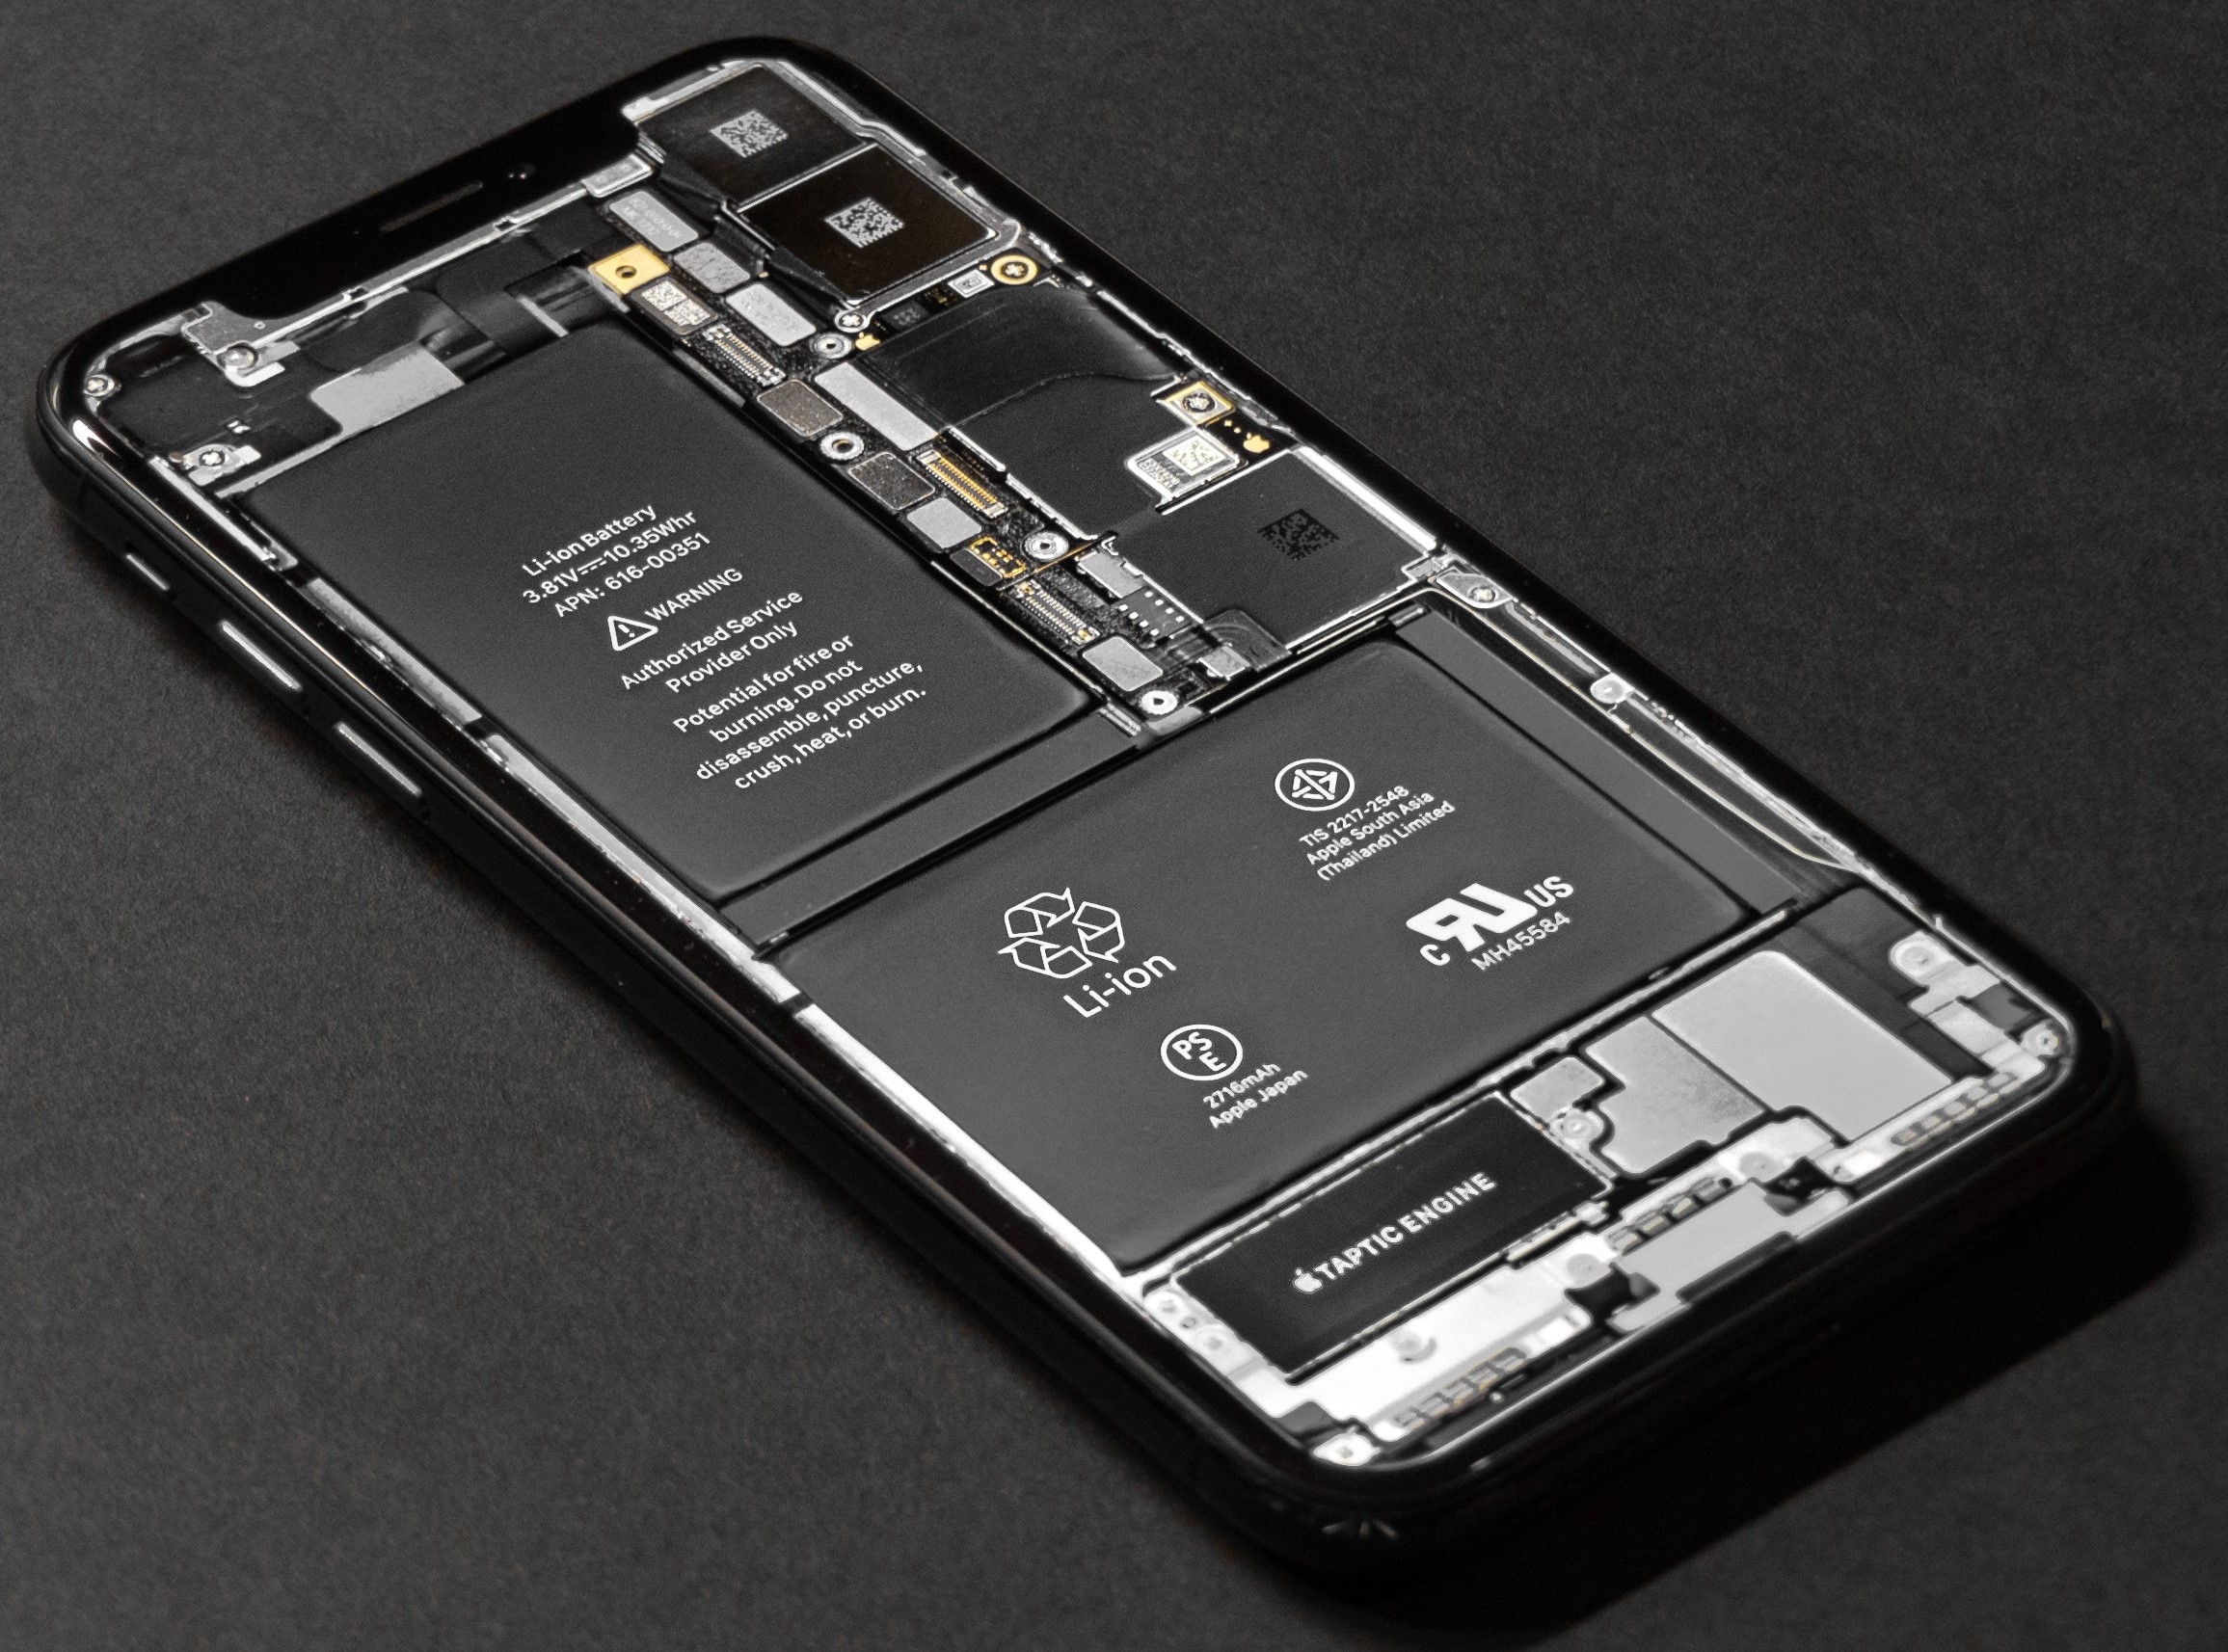 Li-ion Battery
3.81V⎓10.35Whr
APN: 616-00351
WARNING
Authorized Service
Provider Only
Potential for fire or
burning. Do not
disassemble, puncture,
crush, heat, or burn.
TIS 2217-2548
Apple South Asia
(Thailand) Limited
Li-ion
c RU US
MH45584
PS
E
2716mAh
Apple Japan
TAPTIC ENGINE